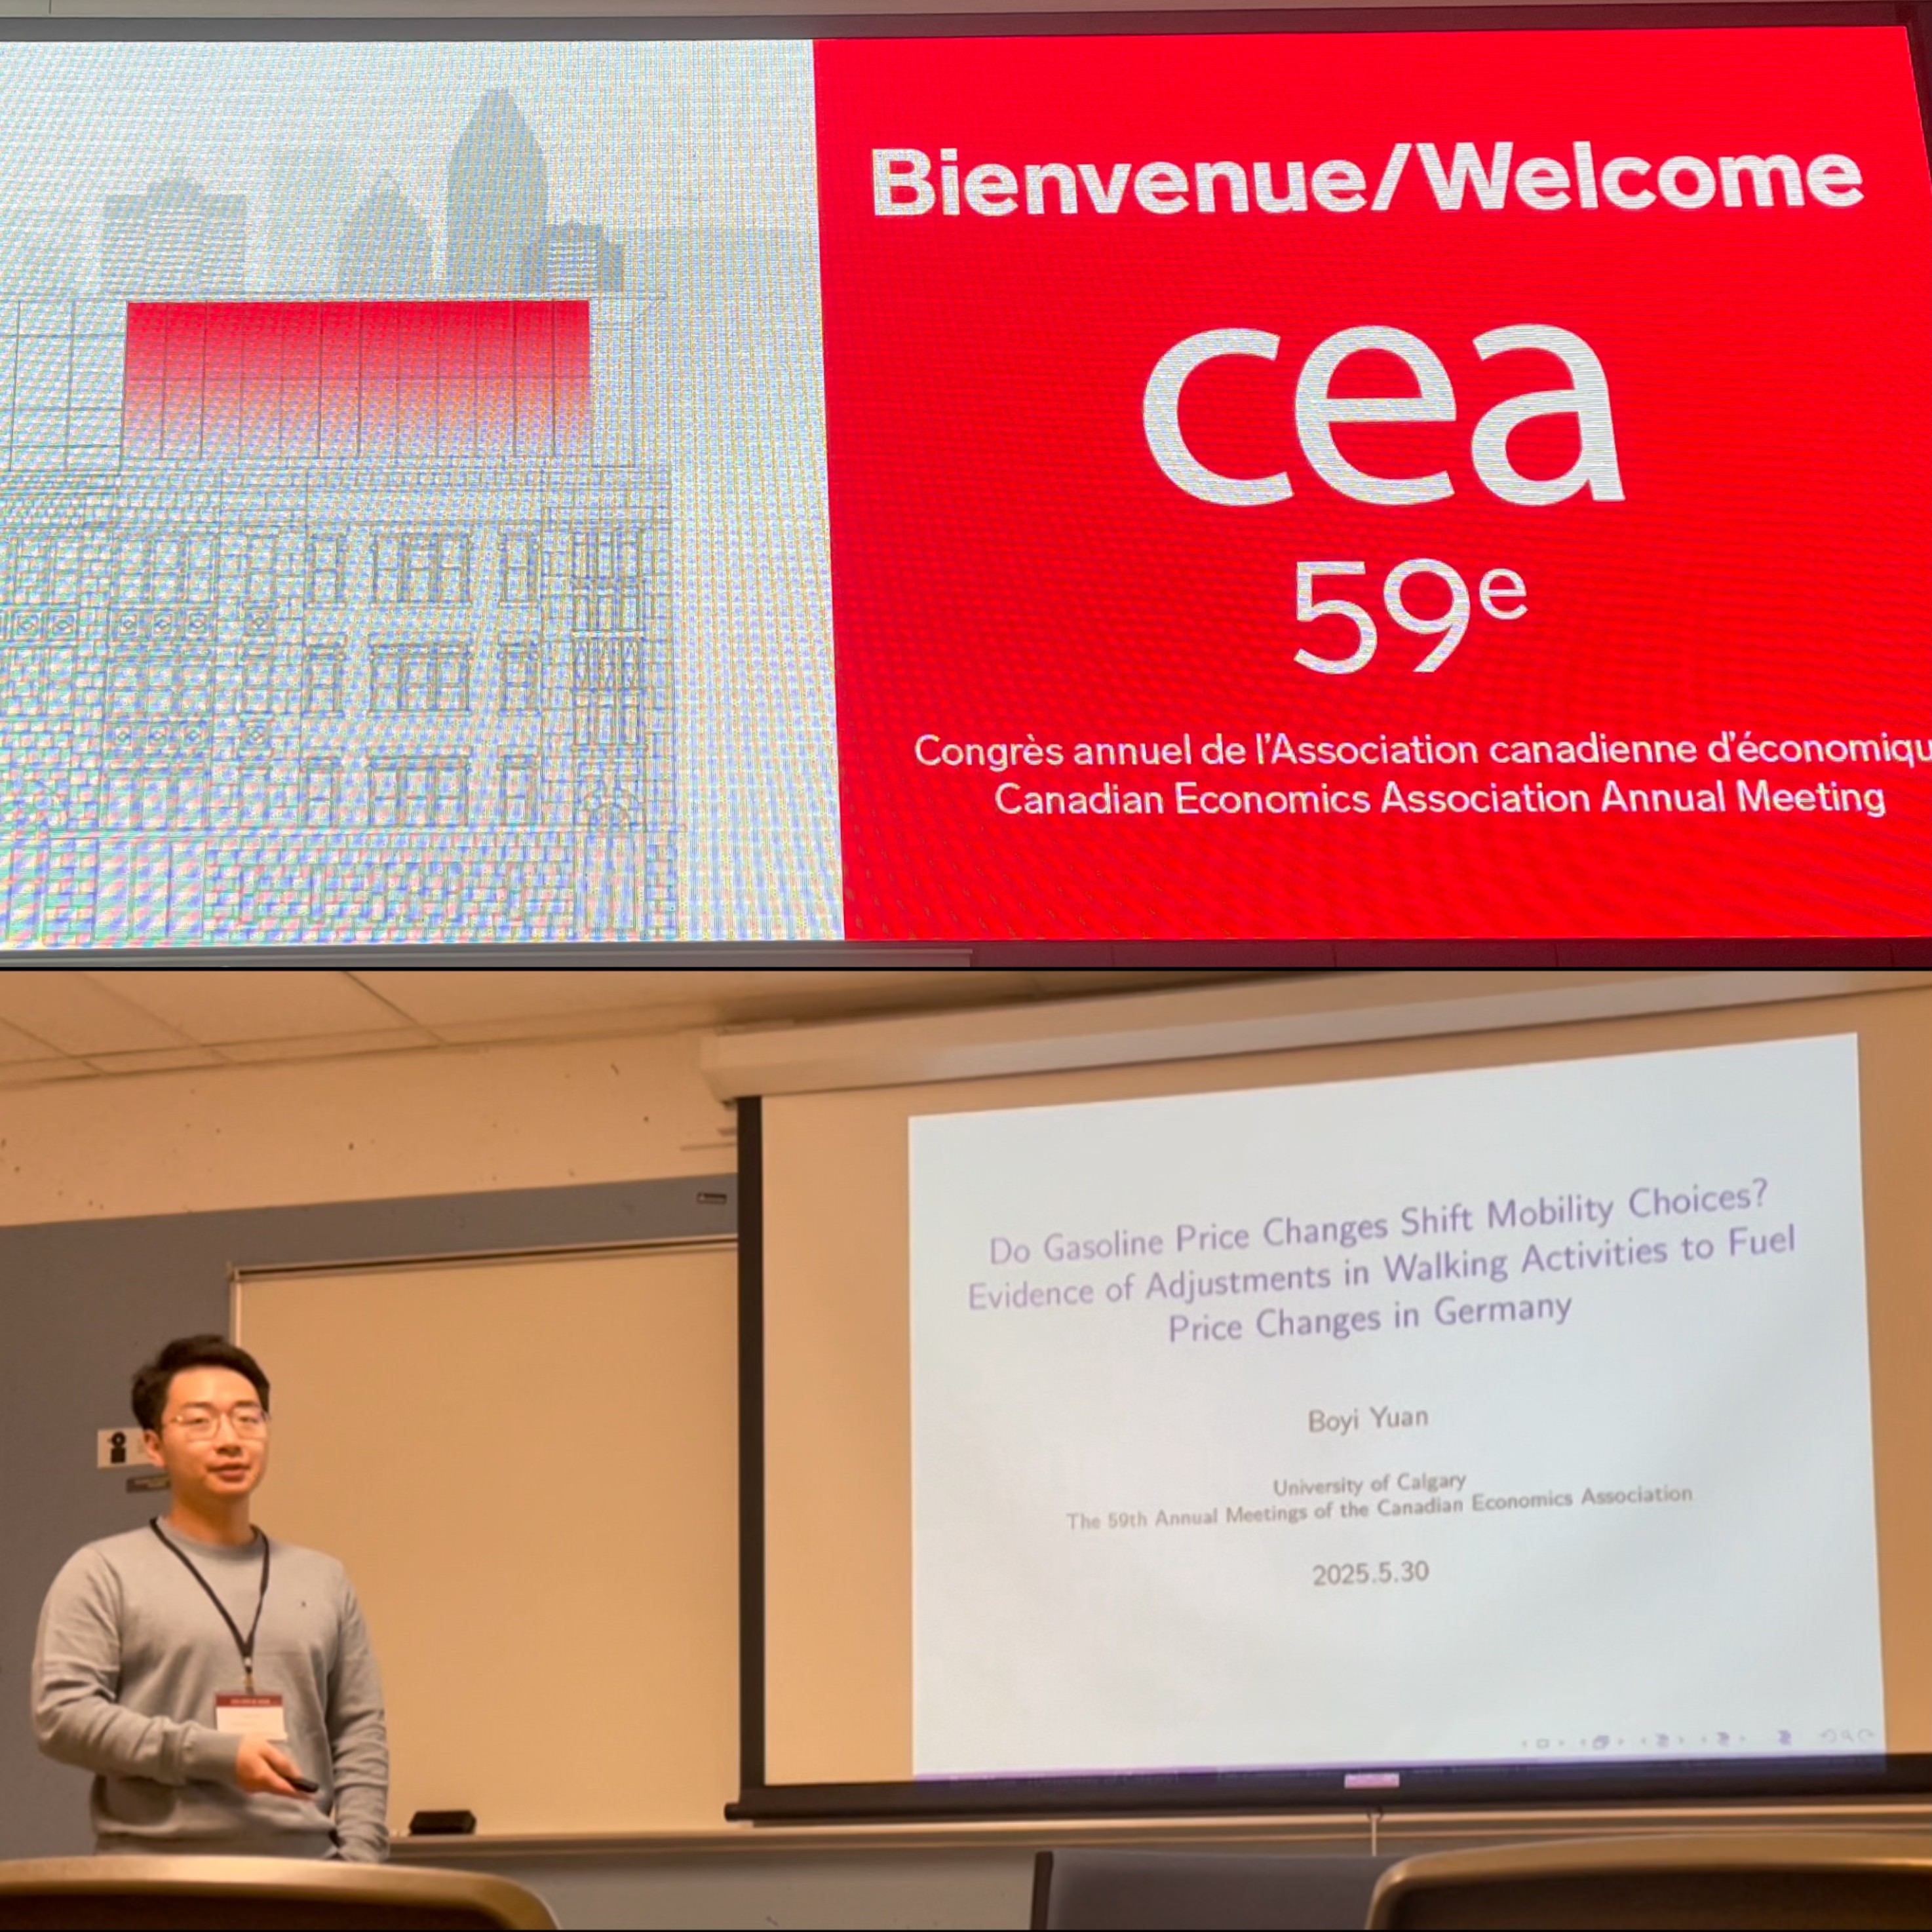 Bienvenue/Welcome
cea
59e
Congrès annuel de l'Association canadienne d'économiqu
Canadian Economics Association Annual Meeting
Do Gasoline Price Changes Shift Mobility Choices?
Evidence of Adjustments in Walking Activities to Fuel
Price Changes in Germany
Boyi Yuan
University of Calgary
The 59th Annual Meetings of the Canadian Economics Association
2025.5.30